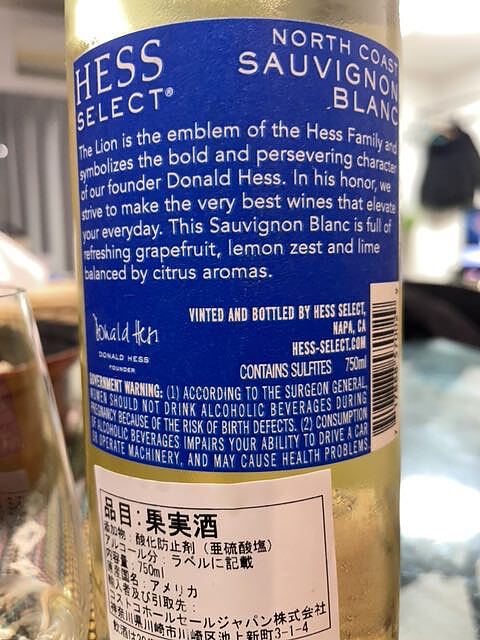 HESS
SELECT®
NORTH COAST
SAUVIGNON
BLANC
The Lion is the emblem of the Hess Family and
symbolizes the bold and persevering character
of our founder Donald Hess. In his honor, we
strive to make the very best wines that elevate
your everyday. This Sauvignon Blanc is full of
refreshing grapefruit, lemon zest and lime
balanced by citrus aromas.
Donald Hess
DONALD HESS
FOUNDER
VINTED AND BOTTLED BY HESS SELECT,
NAPA, CA
HESS-SELECT.COM
CONTAINS SULFITES 750ml
GOVERNMENT WARNING: (1) ACCORDING TO THE SURGEON GENERAL,
WOMEN SHOULD NOT DRINK ALCOHOLIC BEVERAGES DURING
PREGNANCY BECAUSE OF THE RISK OF BIRTH DEFECTS. (2) CONSUMPTION
OF ALCOHOLIC BEVERAGES IMPAIRS YOUR ABILITY TO DRIVE A CAR
OR OPERATE MACHINERY, AND MAY CAUSE HEALTH PROBLEMS
品目：果実酒
添加物：酸化防止剤（亜硫酸塩）
アルコール分：ラベルに記載
内容量：750ml
原産国名：アメリカ
輸入者及び引取先：
コストコホールセールジャパン株式会社
神奈川県川崎市川崎区池上新町3-1-4